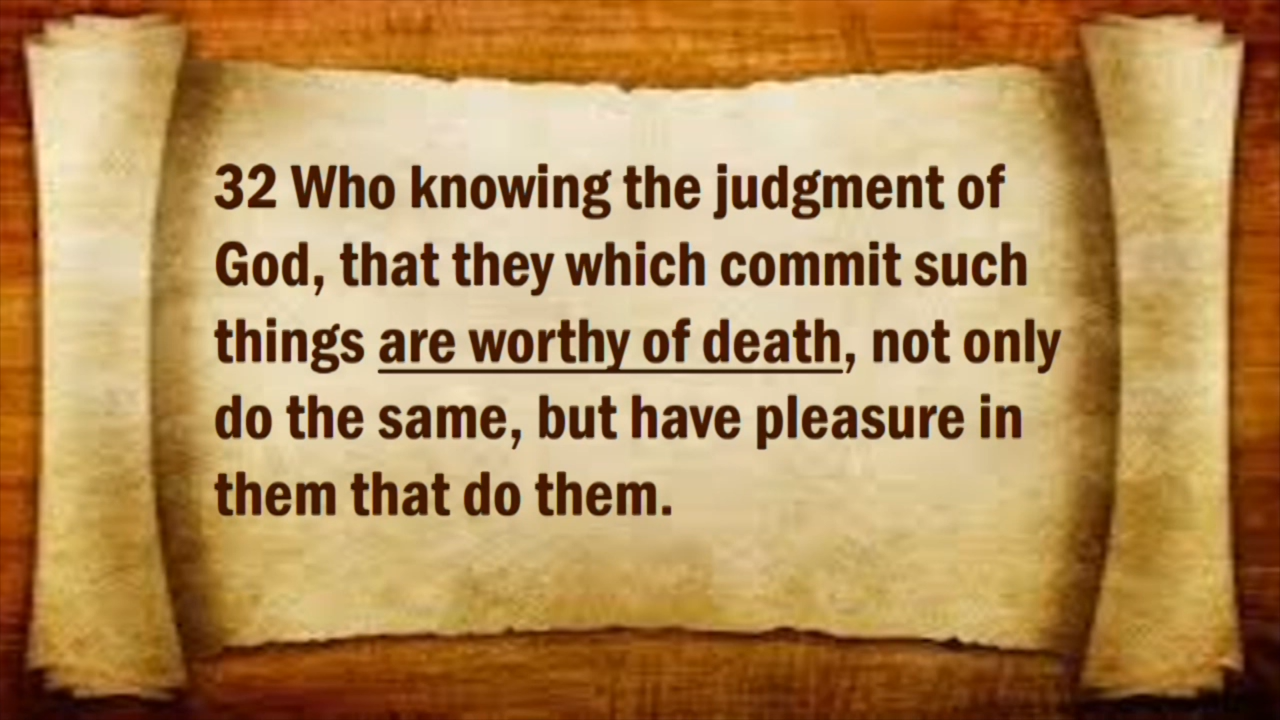 32 Who knowing the judgment of
God, that they which commit such
things are worthy of death, not only
do the same, but have pleasure in
them that do them.